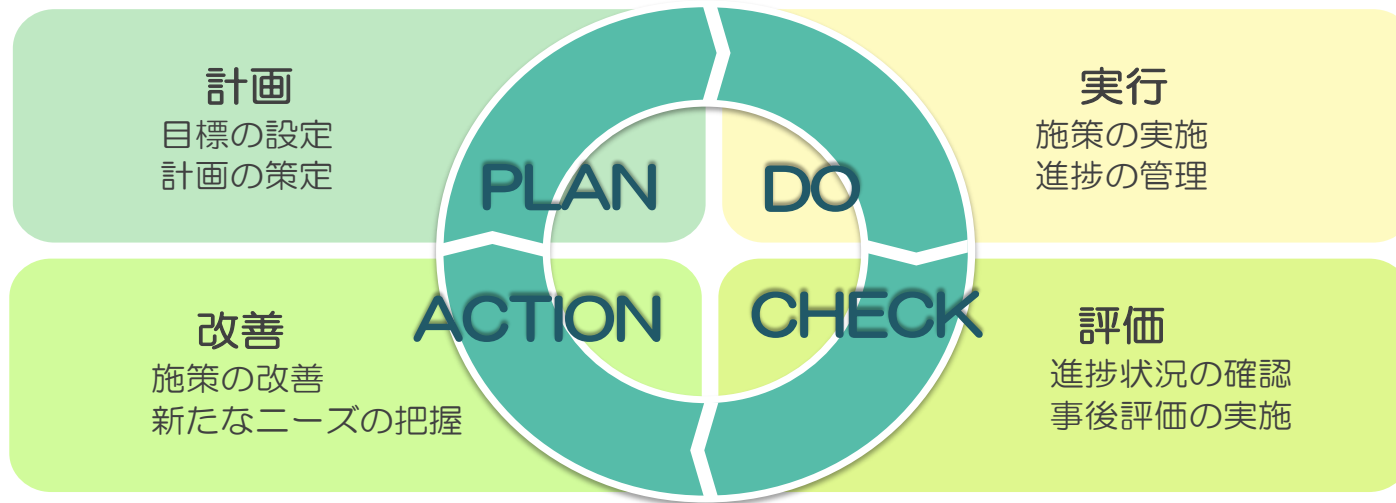 計画
目標の設定
計画の策定
PLAN
実行
施策の実施
進捗の管理
DO
改善
施策の改善
新たなニーズの把握
ACTION
評価
進捗状況の確認
事後評価の実施
CHECK